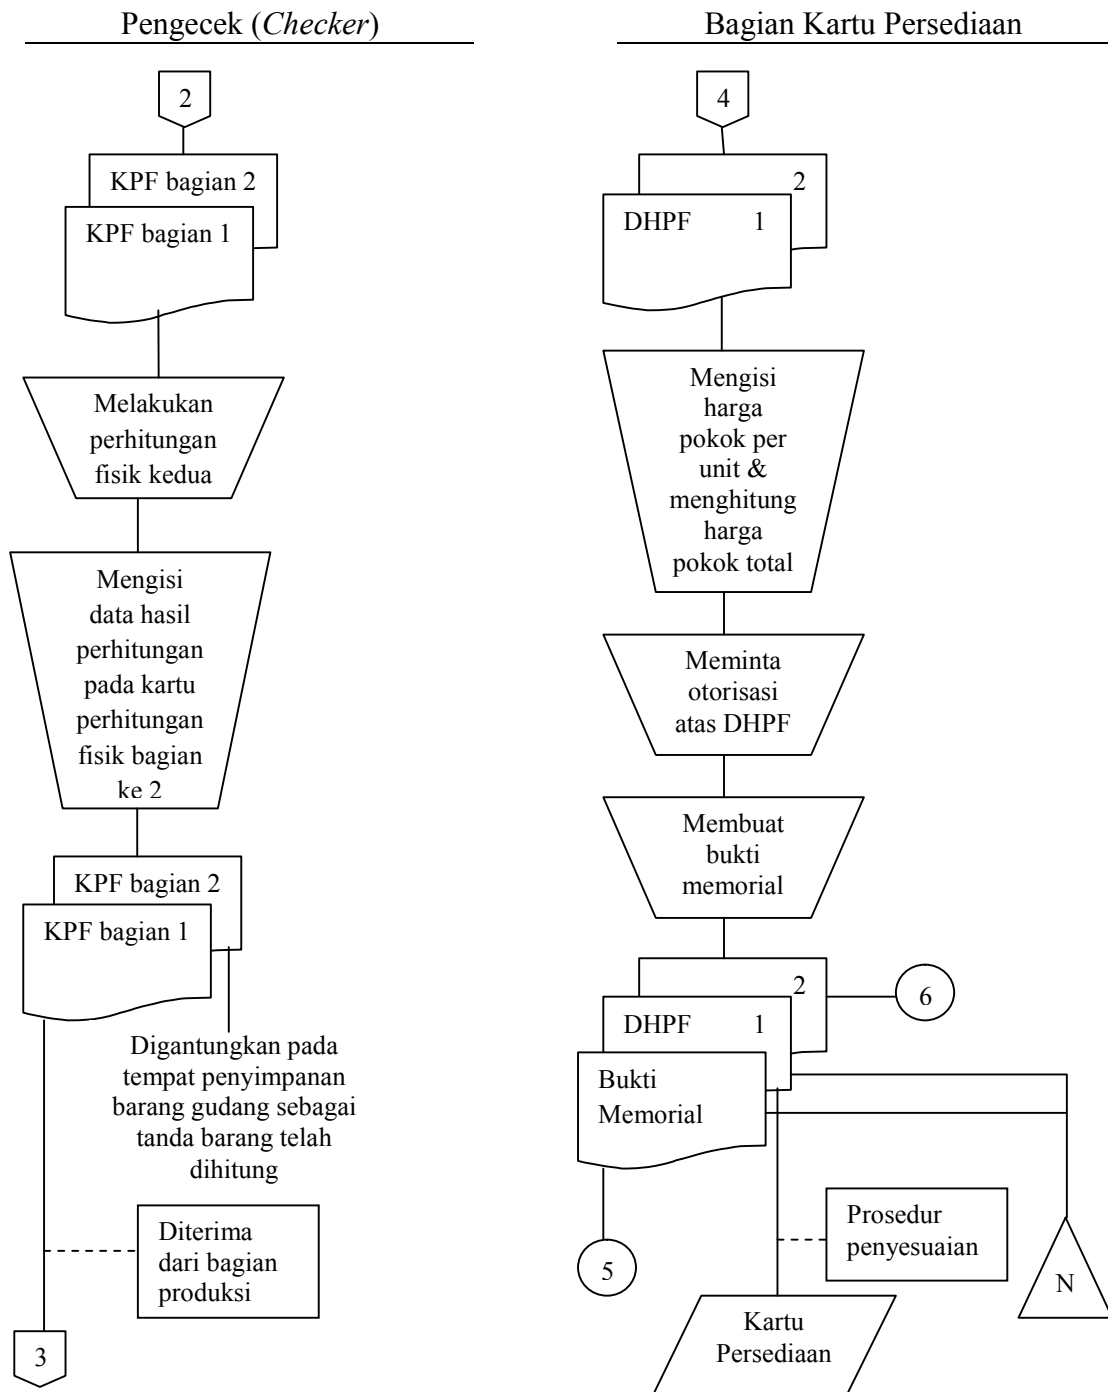 Pengecek (Checker)
2
KPF bagian 2
KPF bagian 1
Melakukan
perhitungan
fisik kedua
Mengisi
data hasil
perhitungan
pada kartu
perhitungan
fisik bagian
ke 2
KPF bagian 2
KPF bagian 1
Digantungkan pada
tempat penyimpanan
barang gudang sebagai
tanda barang telah
dihitung
Diterima
dari bagian
produksi
3
Bagian Kartu Persediaan
4
2
DHPF 1
Mengisi
harga
pokok per
unit &
menghitung
harga
pokok total
Meminta
otorisasi
atas DHPF
Membuat
bukti
memorial
2
6
DHPF 1
Bukti
Memorial
Prosedur
penyesuaian
5
N
Kartu
Persediaan